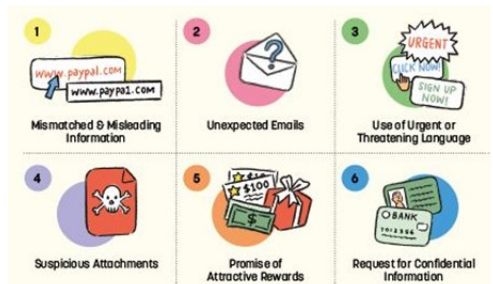 1
www.paypal.com
www.paypa1.com
Mismatched & Misleading
Information
2
?
Unexpected Emails
3
URGENT
CLICK NOW!
SIGN UP
NOW!
Use of Urgent or
Threatening Language
4
Suspicious Attachments
5
$100
$
Promise of
Attractive Rewards
6
BANK
Request for Confidential
Information